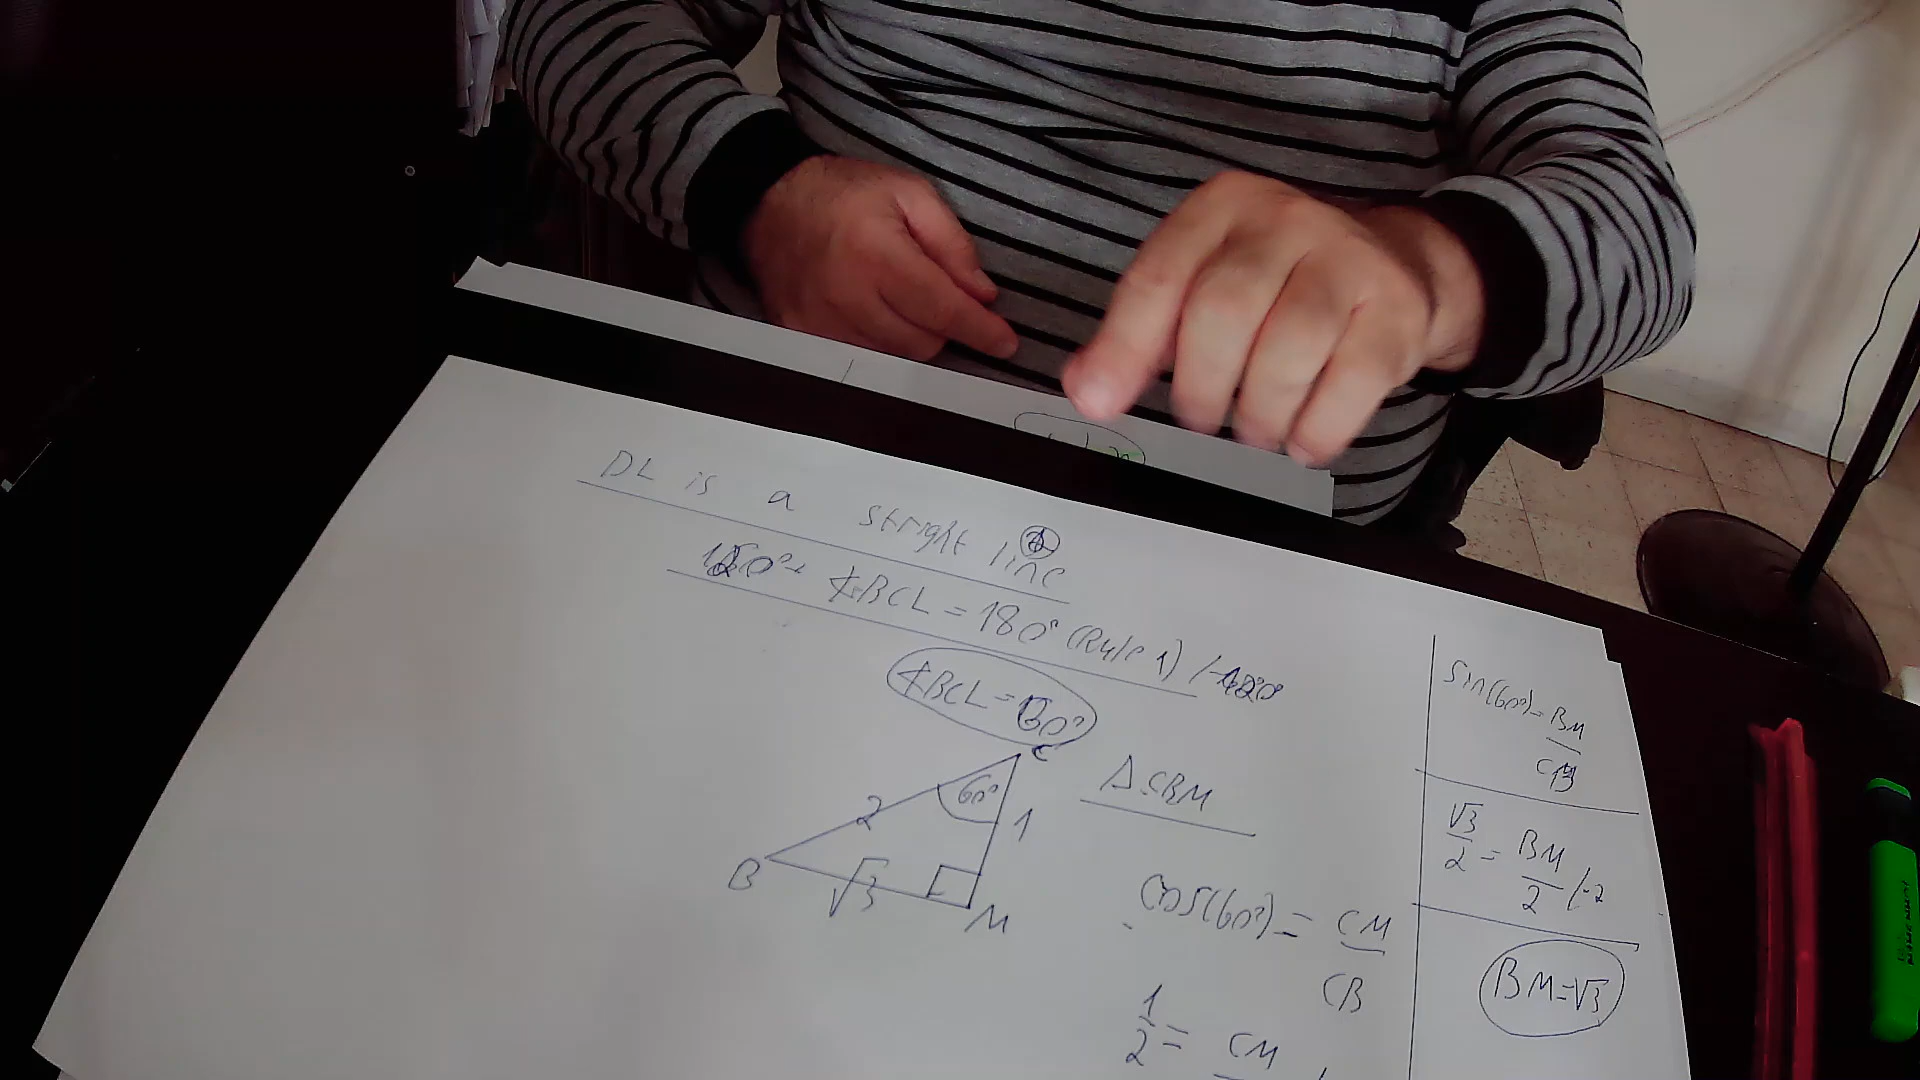 DL is a stright line
120° + ∢BCL = 180° (Rule 1) /-120°
∢BCL = 60°
C
60°
2
1
B
√3
M
Δ CBM
cos(60°) = CM
CB
1/2 = CM
sin(60°) = BM
CB
√3/2 = BM/2 /·2
BM=√3